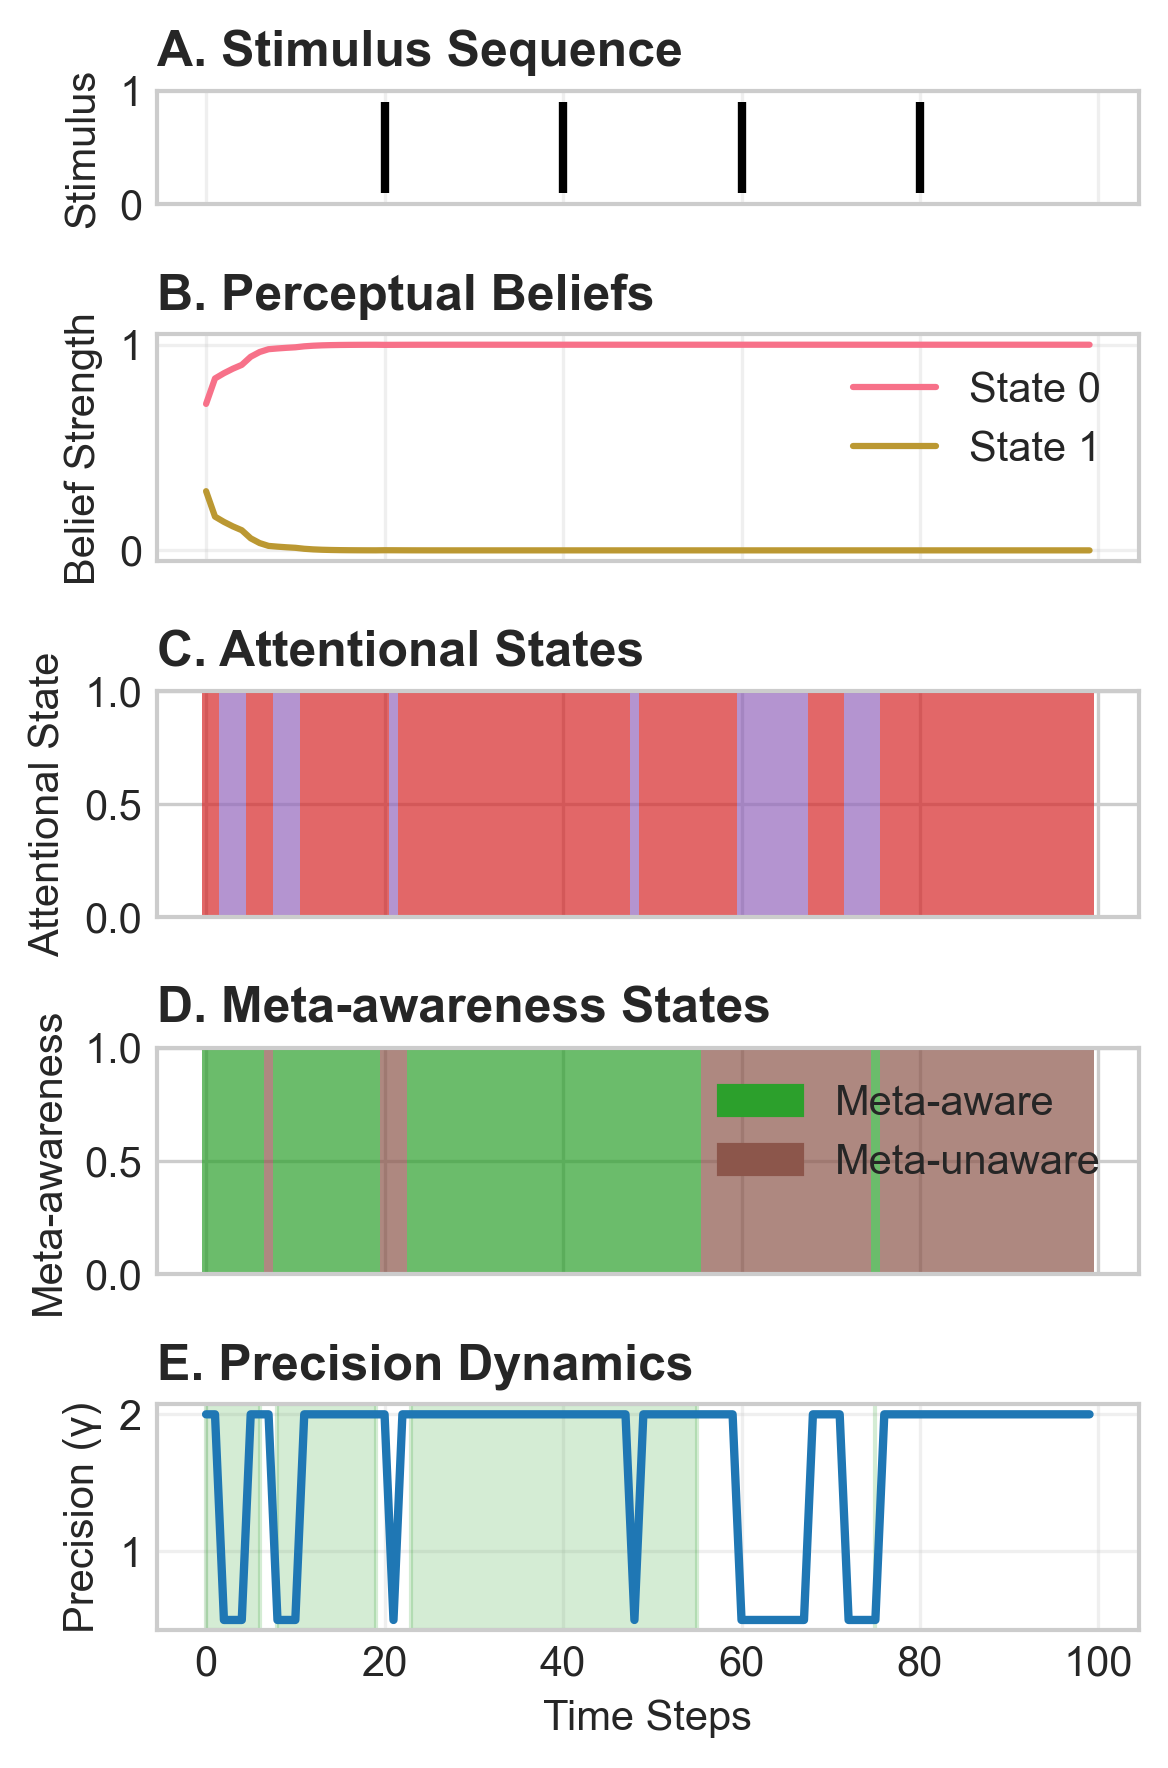 A. Stimulus Sequence
Stimulus
1
0
B. Perceptual Beliefs
Belief Strength
1
0
State 0
State 1
C. Attentional States
Attentional State
1.0
0.5
0.0
D. Meta-awareness States
Meta-awareness
1.0
0.5
0.0
Meta-aware
Meta-unaware
E. Precision Dynamics
Precision (γ)
2
1
0 20 40 60 80 100
Time Steps